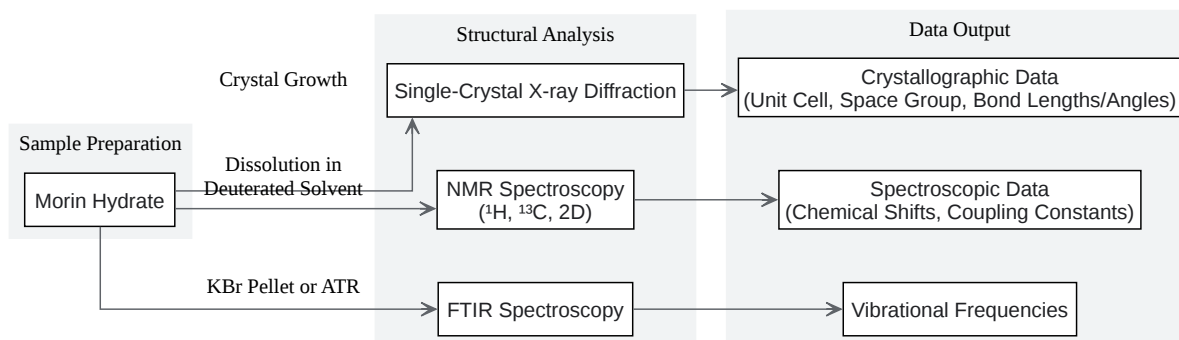 Structural Analysis
Data Output
Crystal Growth
Single-Crystal X-ray Diffraction
Crystallographic Data
(Unit Cell, Space Group, Bond Lengths/Angles)
Sample Preparation
Morin Hydrate
Dissolution in
Deuterated Solvent
NMR Spectroscopy
(¹H, ¹³C, 2D)
Spectroscopic Data
(Chemical Shifts, Coupling Constants)
KBr Pellet or ATR
FTIR Spectroscopy
Vibrational Frequencies